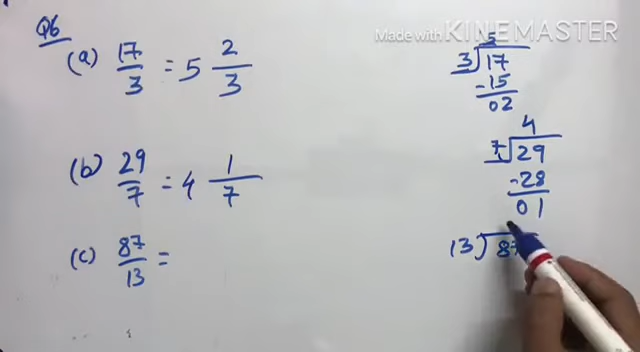 Made with KINEMASTER
Q6
(a) 17/3 = 5 2/3
5
3)17
-15
02
(b) 29/7 = 4 1/7
4
7)29
-28
01
(c) 87/13 =
13)87